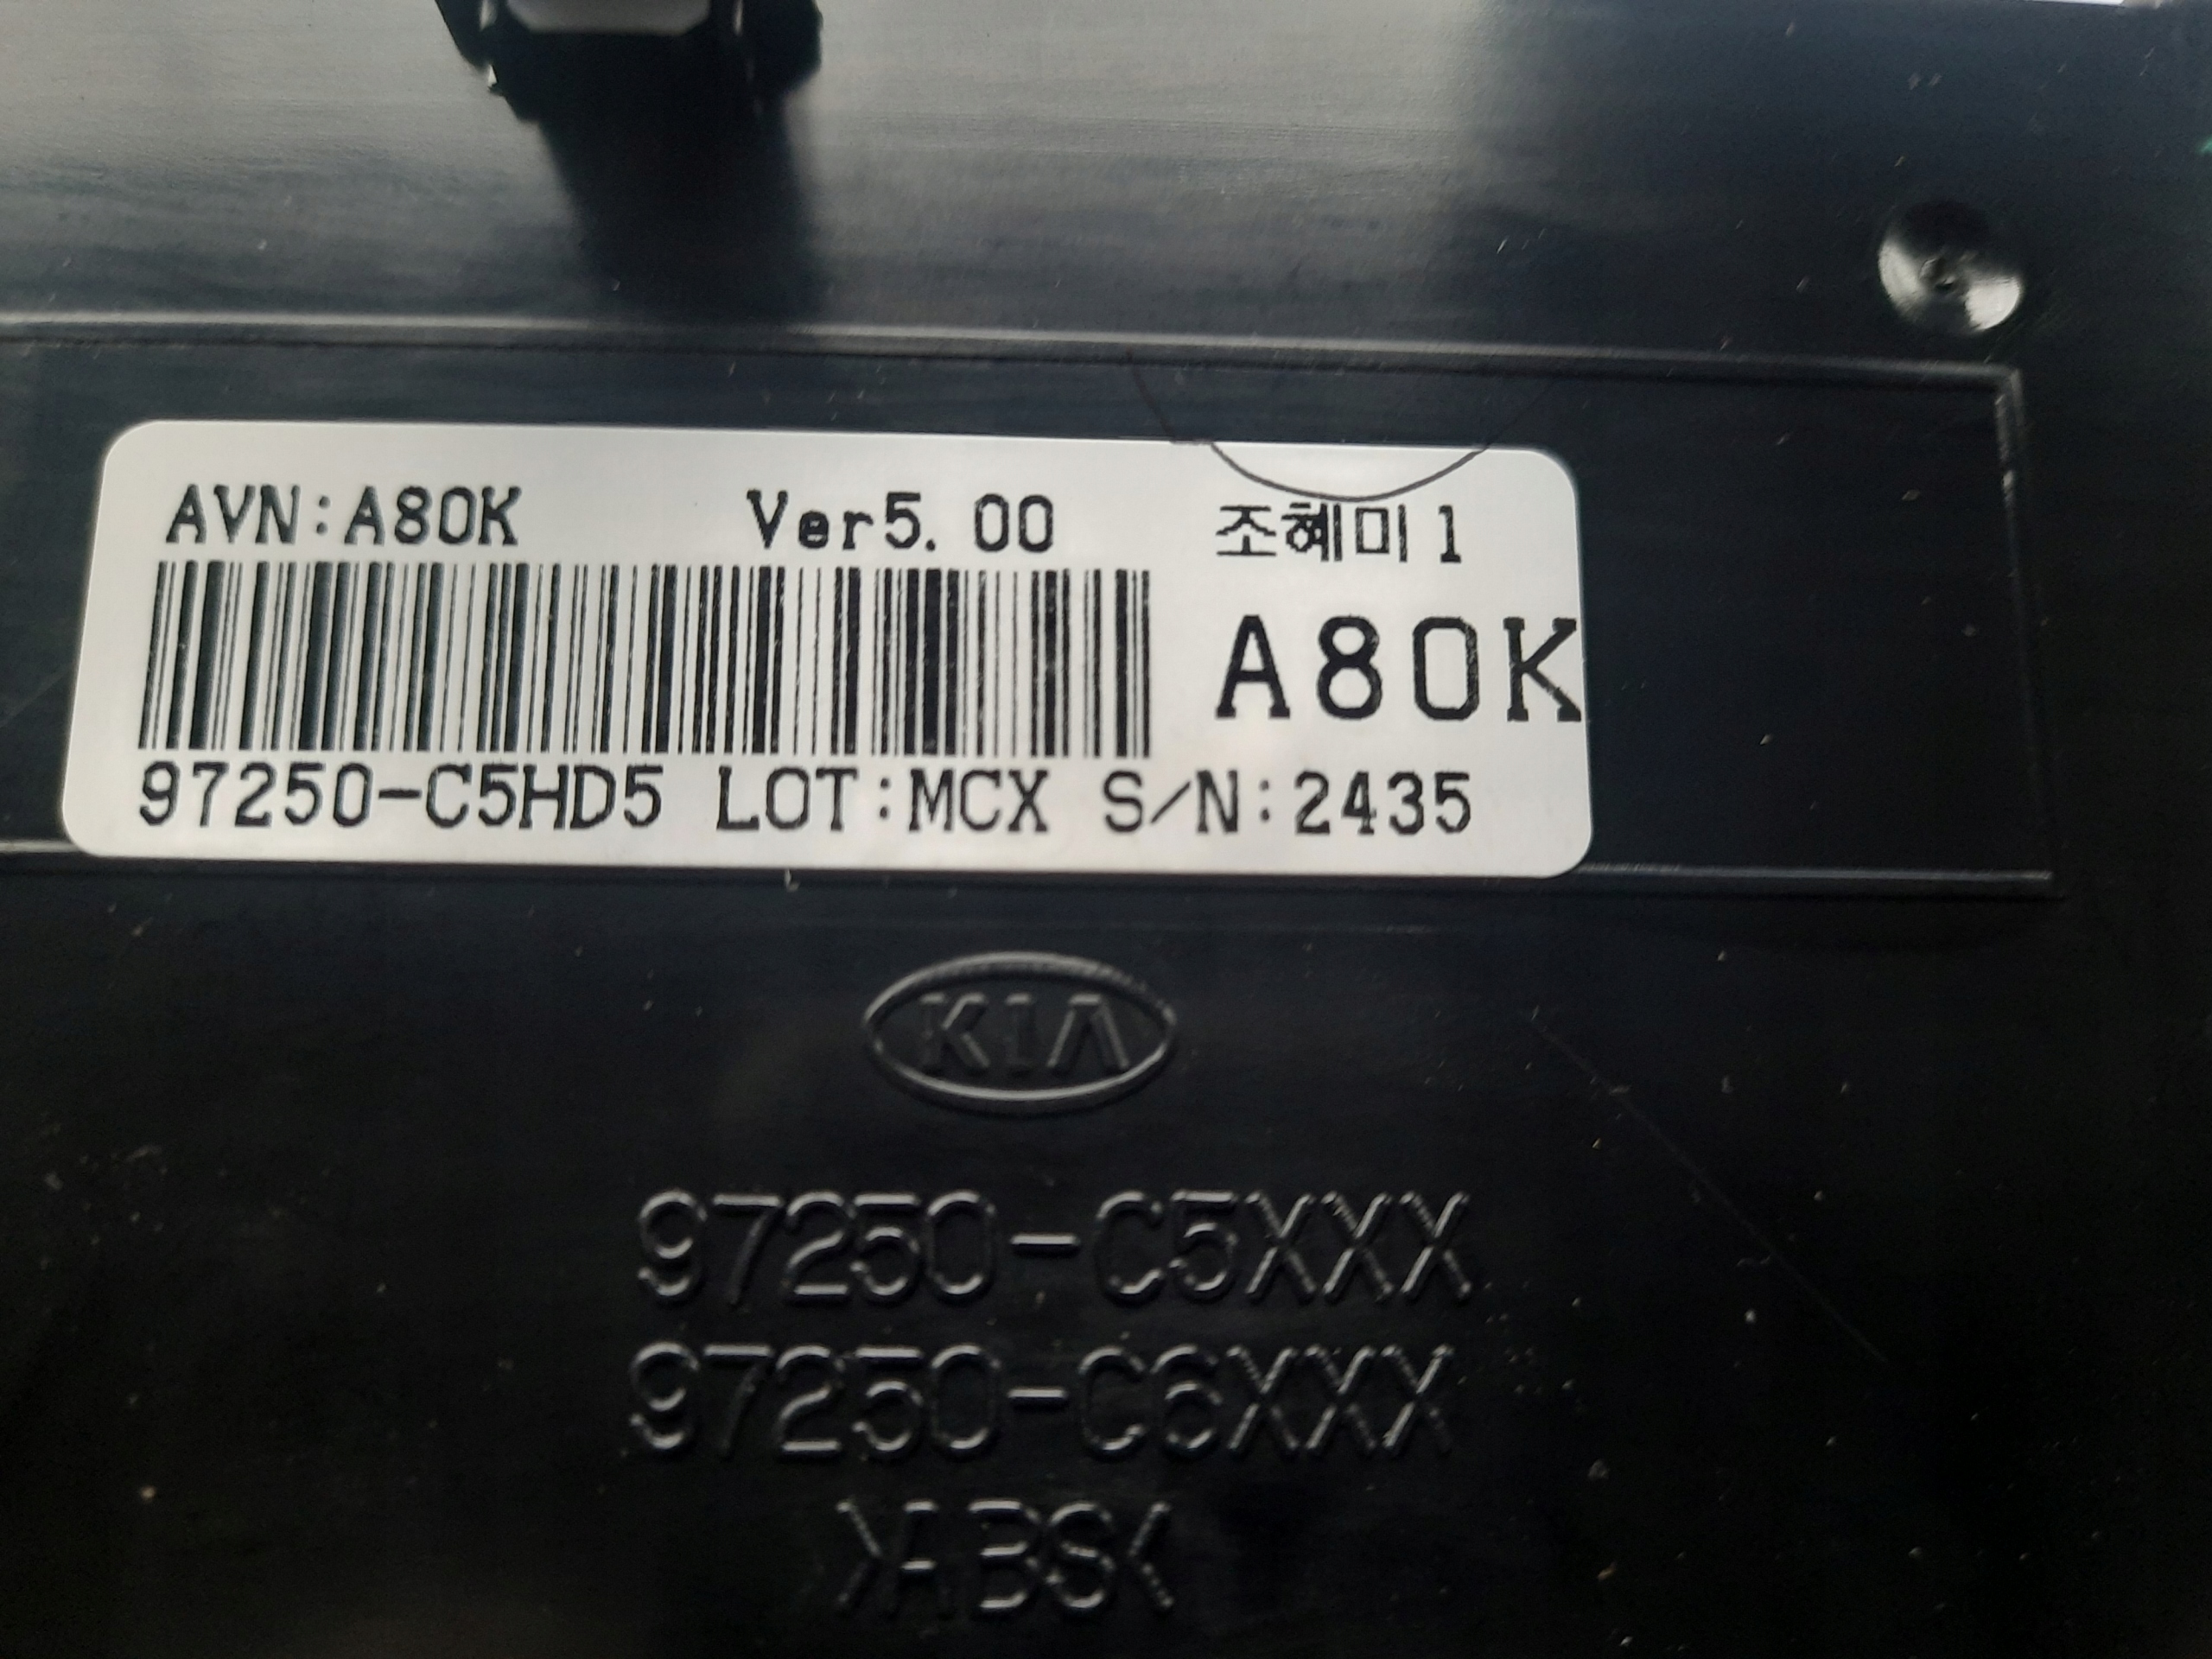 AVN:A80K Ver5.00 조혜미1
A80K
97250-C5HD5 LOT:MCX S/N:2435
KIA
97250-C5XXX
97250-C6XXX
>ABS<